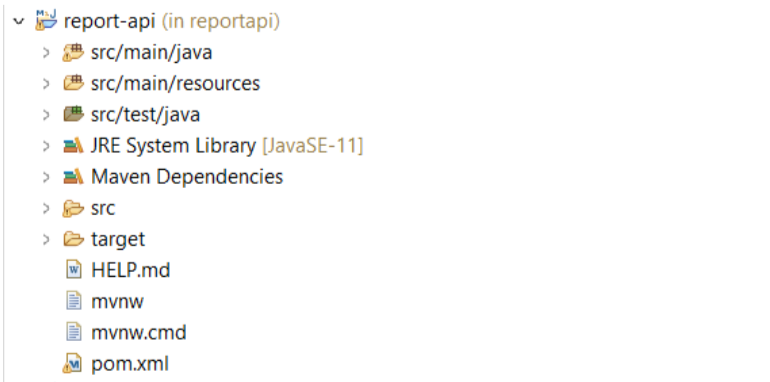 report-api (in reportapi)
src/main/java
src/main/resources
src/test/java
JRE System Library [JavaSE-11]
Maven Dependencies
src
target
HELP.md
mvnw
mvnw.cmd
pom.xml